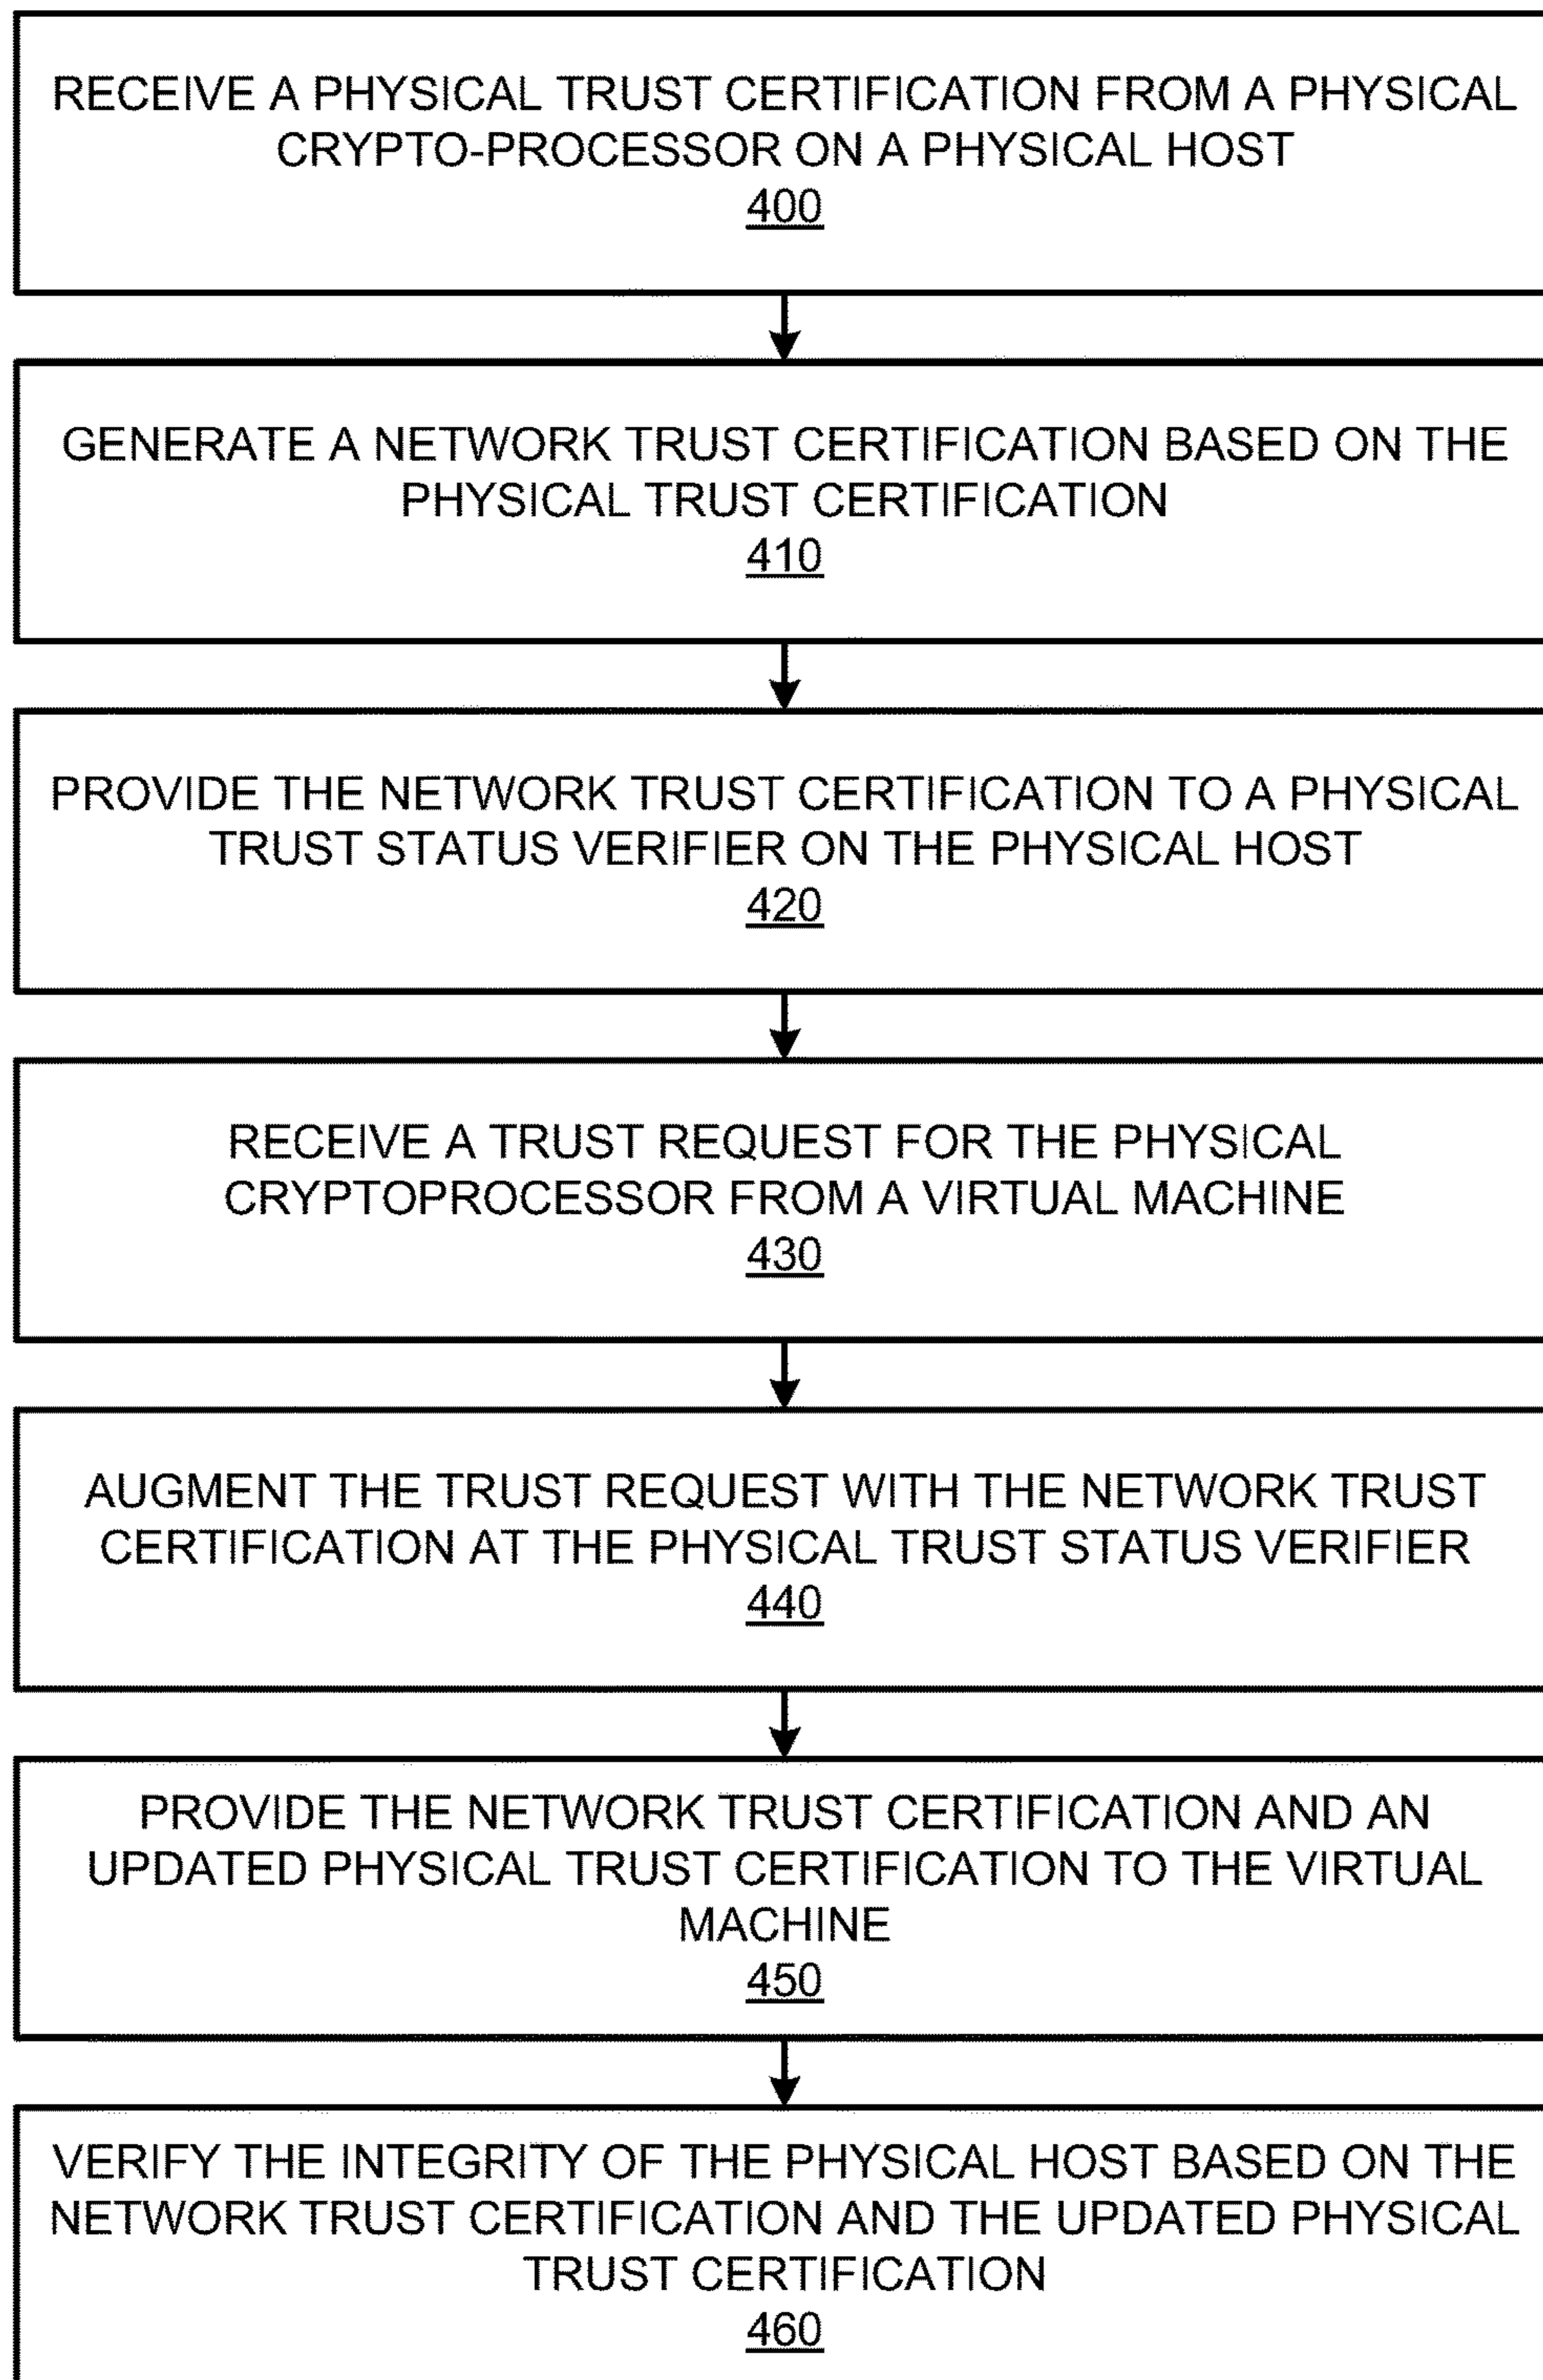 RECEIVE A PHYSICAL TRUST CERTIFICATION FROM A PHYSICAL
CRYPTO-PROCESSOR ON A PHYSICAL HOST
400
GENERATE A NETWORK TRUST CERTIFICATION BASED ON THE
PHYSICAL TRUST CERTIFICATION
410
PROVIDE THE NETWORK TRUST CERTIFICATION TO A PHYSICAL
TRUST STATUS VERIFIER ON THE PHYSICAL HOST
420
RECEIVE A TRUST REQUEST FOR THE PHYSICAL
CRYPTOPROCESSOR FROM A VIRTUAL MACHINE
430
AUGMENT THE TRUST REQUEST WITH THE NETWORK TRUST
CERTIFICATION AT THE PHYSICAL TRUST STATUS VERIFIER
440
PROVIDE THE NETWORK TRUST CERTIFICATION AND AN
UPDATED PHYSICAL TRUST CERTIFICATION TO THE VIRTUAL
MACHINE
450
VERIFY THE INTEGRITY OF THE PHYSICAL HOST BASED ON THE
NETWORK TRUST CERTIFICATION AND THE UPDATED PHYSICAL
TRUST CERTIFICATION
460